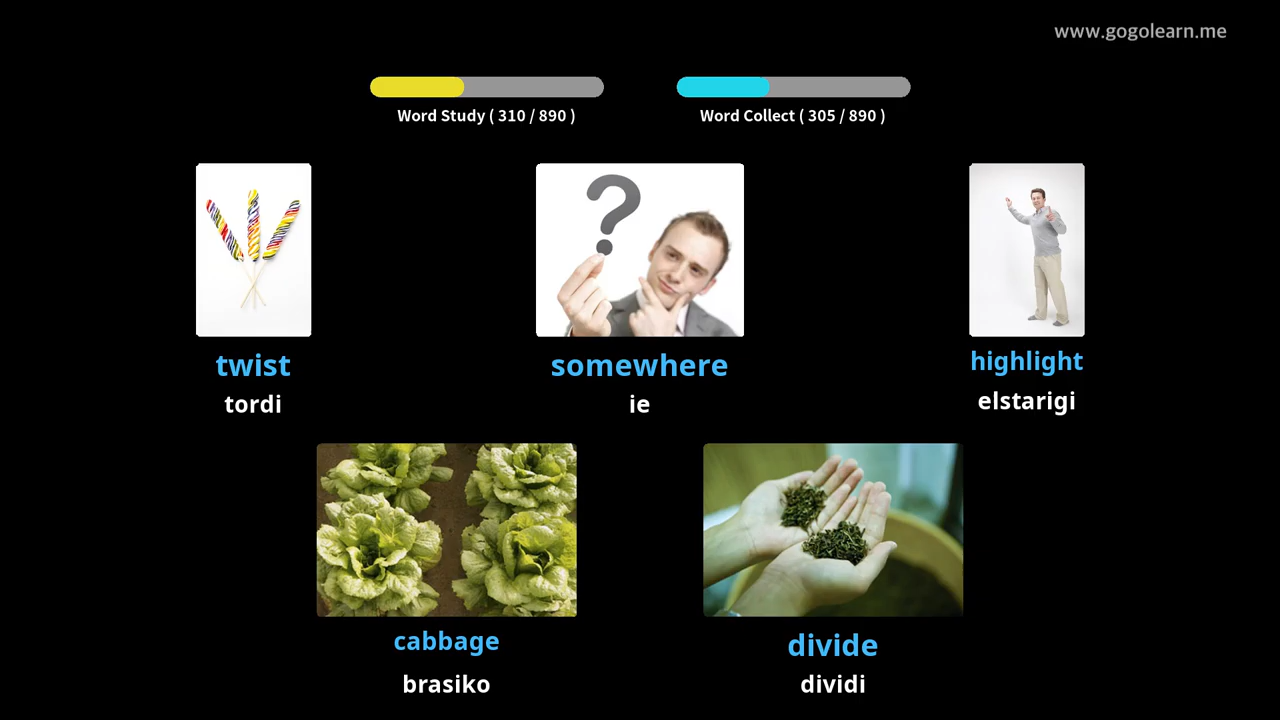 www.gogolearn.me
Word Study ( 310 / 890 )
Word Collect ( 305 / 890 )
twist
tordi
somewhere
ie
highlight
elstarigi
cabbage
brasiko
divide
dividi